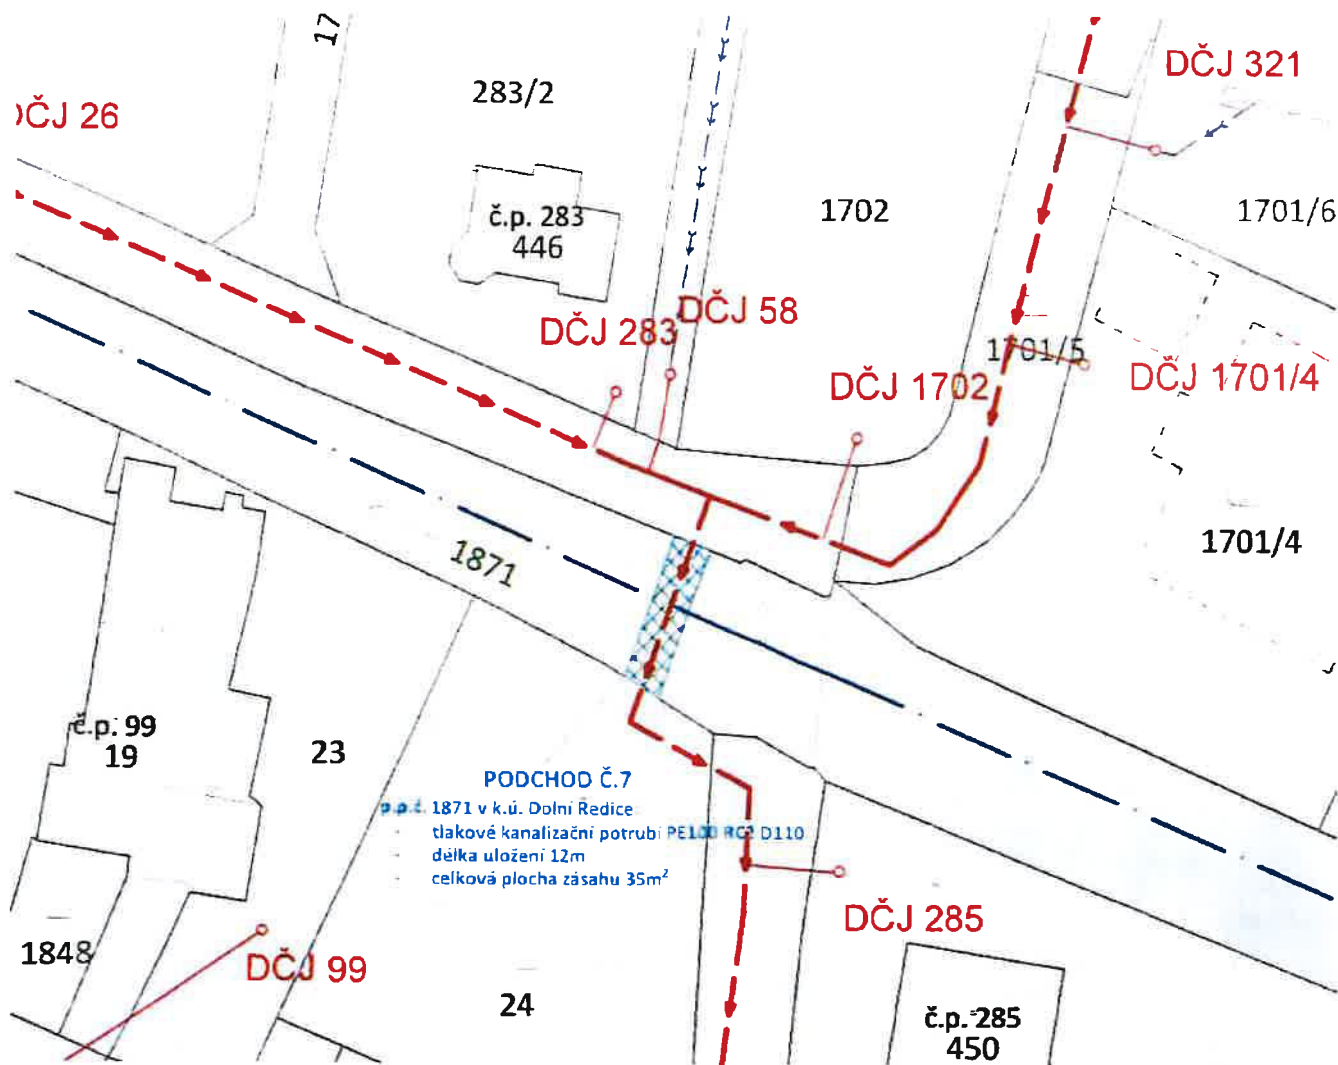 17
DČJ 321
283/2
DČJ 26
č.p. 283
446
1702
1701/6
DČJ 283
DČJ 58
1701/5
DČJ 1702
DČJ 1701/4
1701/4
1871
č.p. 99
19
23
PODCHOD Č.7
p.p.č. 1871 v k.ú. Dolní Ředice
tlakové kanalizační potrubí PE100 RC2 D110
délka uložení 12m
celková plocha zásahu 35m²
DČJ 285
1848
DČJ 99
24
č.p. 285
450